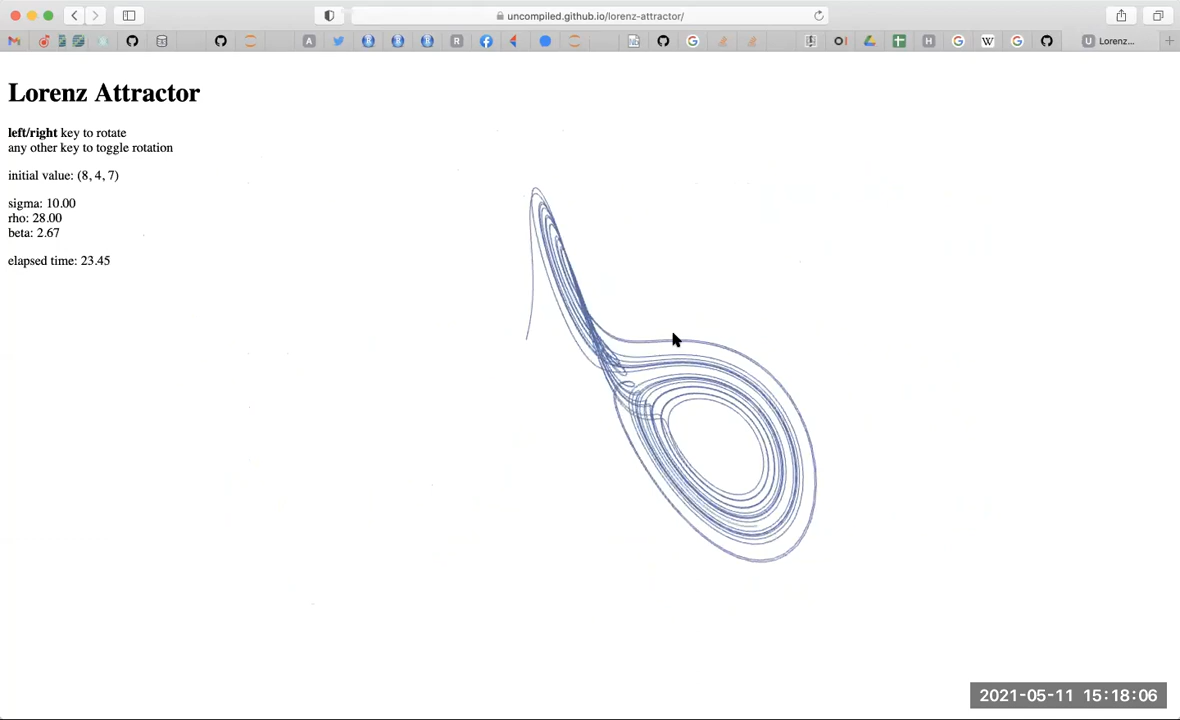 uncompiled.github.io/lorenz-attractor/
A
R
Nb
H
W
U Lorenz...
Lorenz Attractor
left/right key to rotate
any other key to toggle rotation
initial value: (8, 4, 7)
sigma: 10.00
rho: 28.00
beta: 2.67
elapsed time: 23.45
2021-05-11 15:18:06